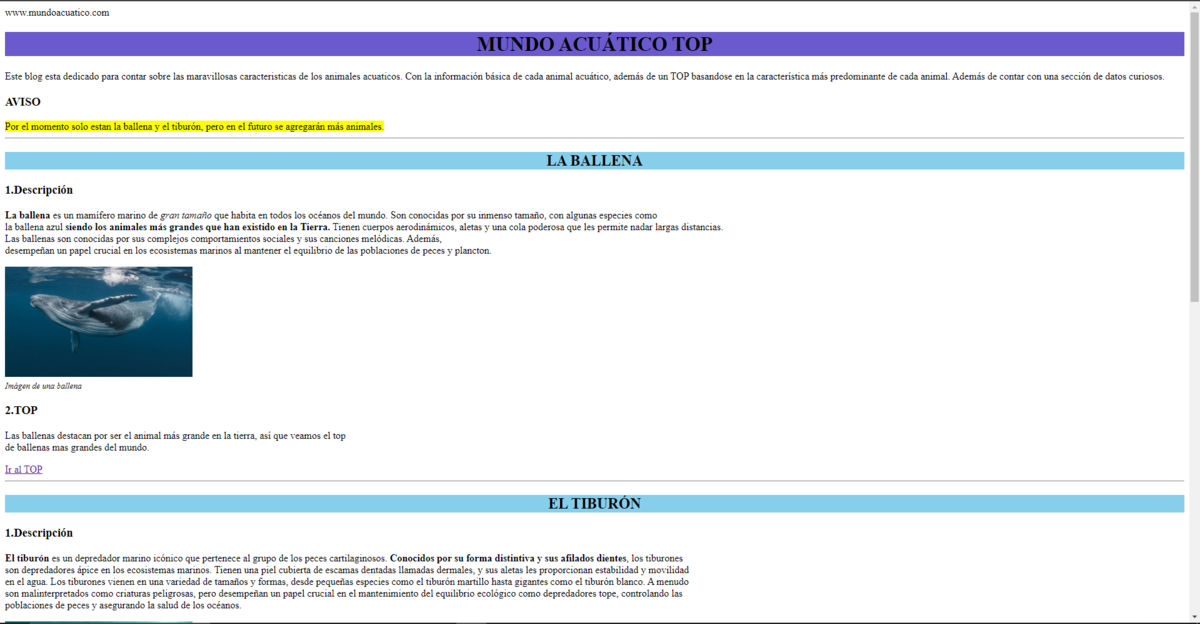 www.mundoacuatico.com
MUNDO ACUÁTICO TOP
Este blog esta dedicado para contar sobre las maravillosas caracteristicas de los animales acuaticos. Con la información básica de cada animal acuático, además de un TOP basandose en la característica más predominante de cada animal. Además de contar con una sección de datos curiosos.
AVISO
Por el momento solo estan la ballena y el tiburón, pero en el futuro se agregarán más animales.
LA BALLENA
1.Descripción
La ballena es un mamífero marino de gran tamaño que habita en todos los océanos del mundo. Son conocidas por su inmenso tamaño, con algunas especies como
la ballena azul siendo los animales más grandes que han existido en la Tierra. Tienen cuerpos aerodinámicos, aletas y una cola poderosa que les permite nadar largas distancias.
Las ballenas son conocidas por sus complejos comportamientos sociales y sus canciones melódicas. Además,
desempeñan un papel crucial en los ecosistemas marinos al mantener el equilibrio de las poblaciones de peces y plancton.
Imágen de una ballena
2.TOP
Las ballenas destacan por ser el animal más grande en la tierra, así que veamos el top
de ballenas mas grandes del mundo.
Ir al TOP
EL TIBURÓN
1.Descripción
El tiburón es un depredador marino icónico que pertenece al grupo de los peces cartilaginosos. Conocidos por su forma distintiva y sus afilados dientes, los tiburones
son depredadores ápice en los ecosistemas marinos. Tienen una piel cubierta de escamas dentadas llamadas dermales, y sus aletas les proporcionan estabilidad y movilidad
en el agua. Los tiburones vienen en una variedad de tamaños y formas, desde pequeñas especies como el tiburón martillo hasta gigantes como el tiburón blanco. A menudo
son malinterpretados como criaturas peligrosas, pero desempeñan un papel crucial en el mantenimiento del equilibrio ecológico como depredadores tope, controlando las
poblaciones de peces y asegurando la salud de los océanos.